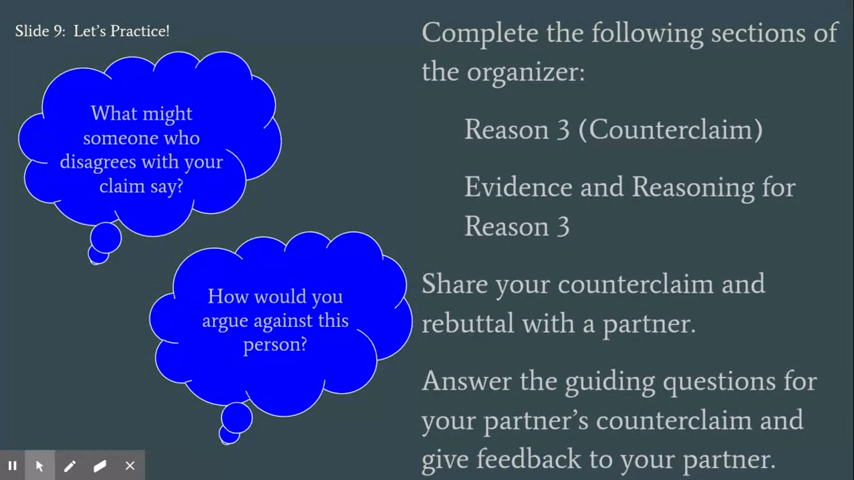 Slide 9: Let's Practice!
What might
someone who
disagrees with your
claim say?
How would you
argue against this
person?
Complete the following sections of
the organizer:
Reason 3 (Counterclaim)
Evidence and Reasoning for
Reason 3
Share your counterclaim and
rebuttal with a partner.
Answer the guiding questions for
your partner's counterclaim and
give feedback to your partner.